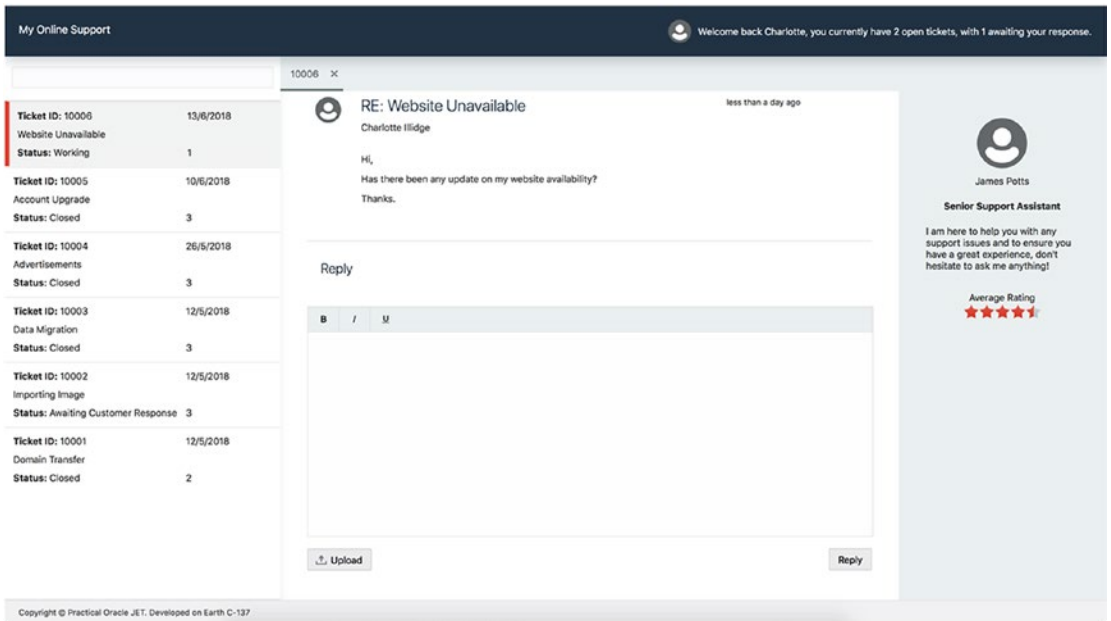 My Online Support
Welcome back Charlotte, you currently have 2 open tickets, with 1 awaiting your response.
Ticket ID: 10006 13/6/2018
Website Unavailable
Status: Working 1
Ticket ID: 10005 10/6/2018
Account Upgrade
Status: Closed 3
Ticket ID: 10004 26/5/2018
Advertisements
Status: Closed 3
Ticket ID: 10003 12/5/2018
Data Migration
Status: Closed 3
Ticket ID: 10002 12/5/2018
Importing Image
Status: Awaiting Customer Response 3
Ticket ID: 10001 12/5/2018
Domain Transfer
Status: Closed 2
10006 ×
RE: Website Unavailable less than a day ago
Charlotte Illidge
Hi,
Has there been any update on my website availability?
Thanks.
Reply
B I U
Upload Reply
James Potts
Senior Support Assistant
I am here to help you with any
support issues and to ensure you
have a great experience, don't
hesitate to ask me anything!
Average Rating
Copyright © Practical Oracle JET. Developed on Earth C-137